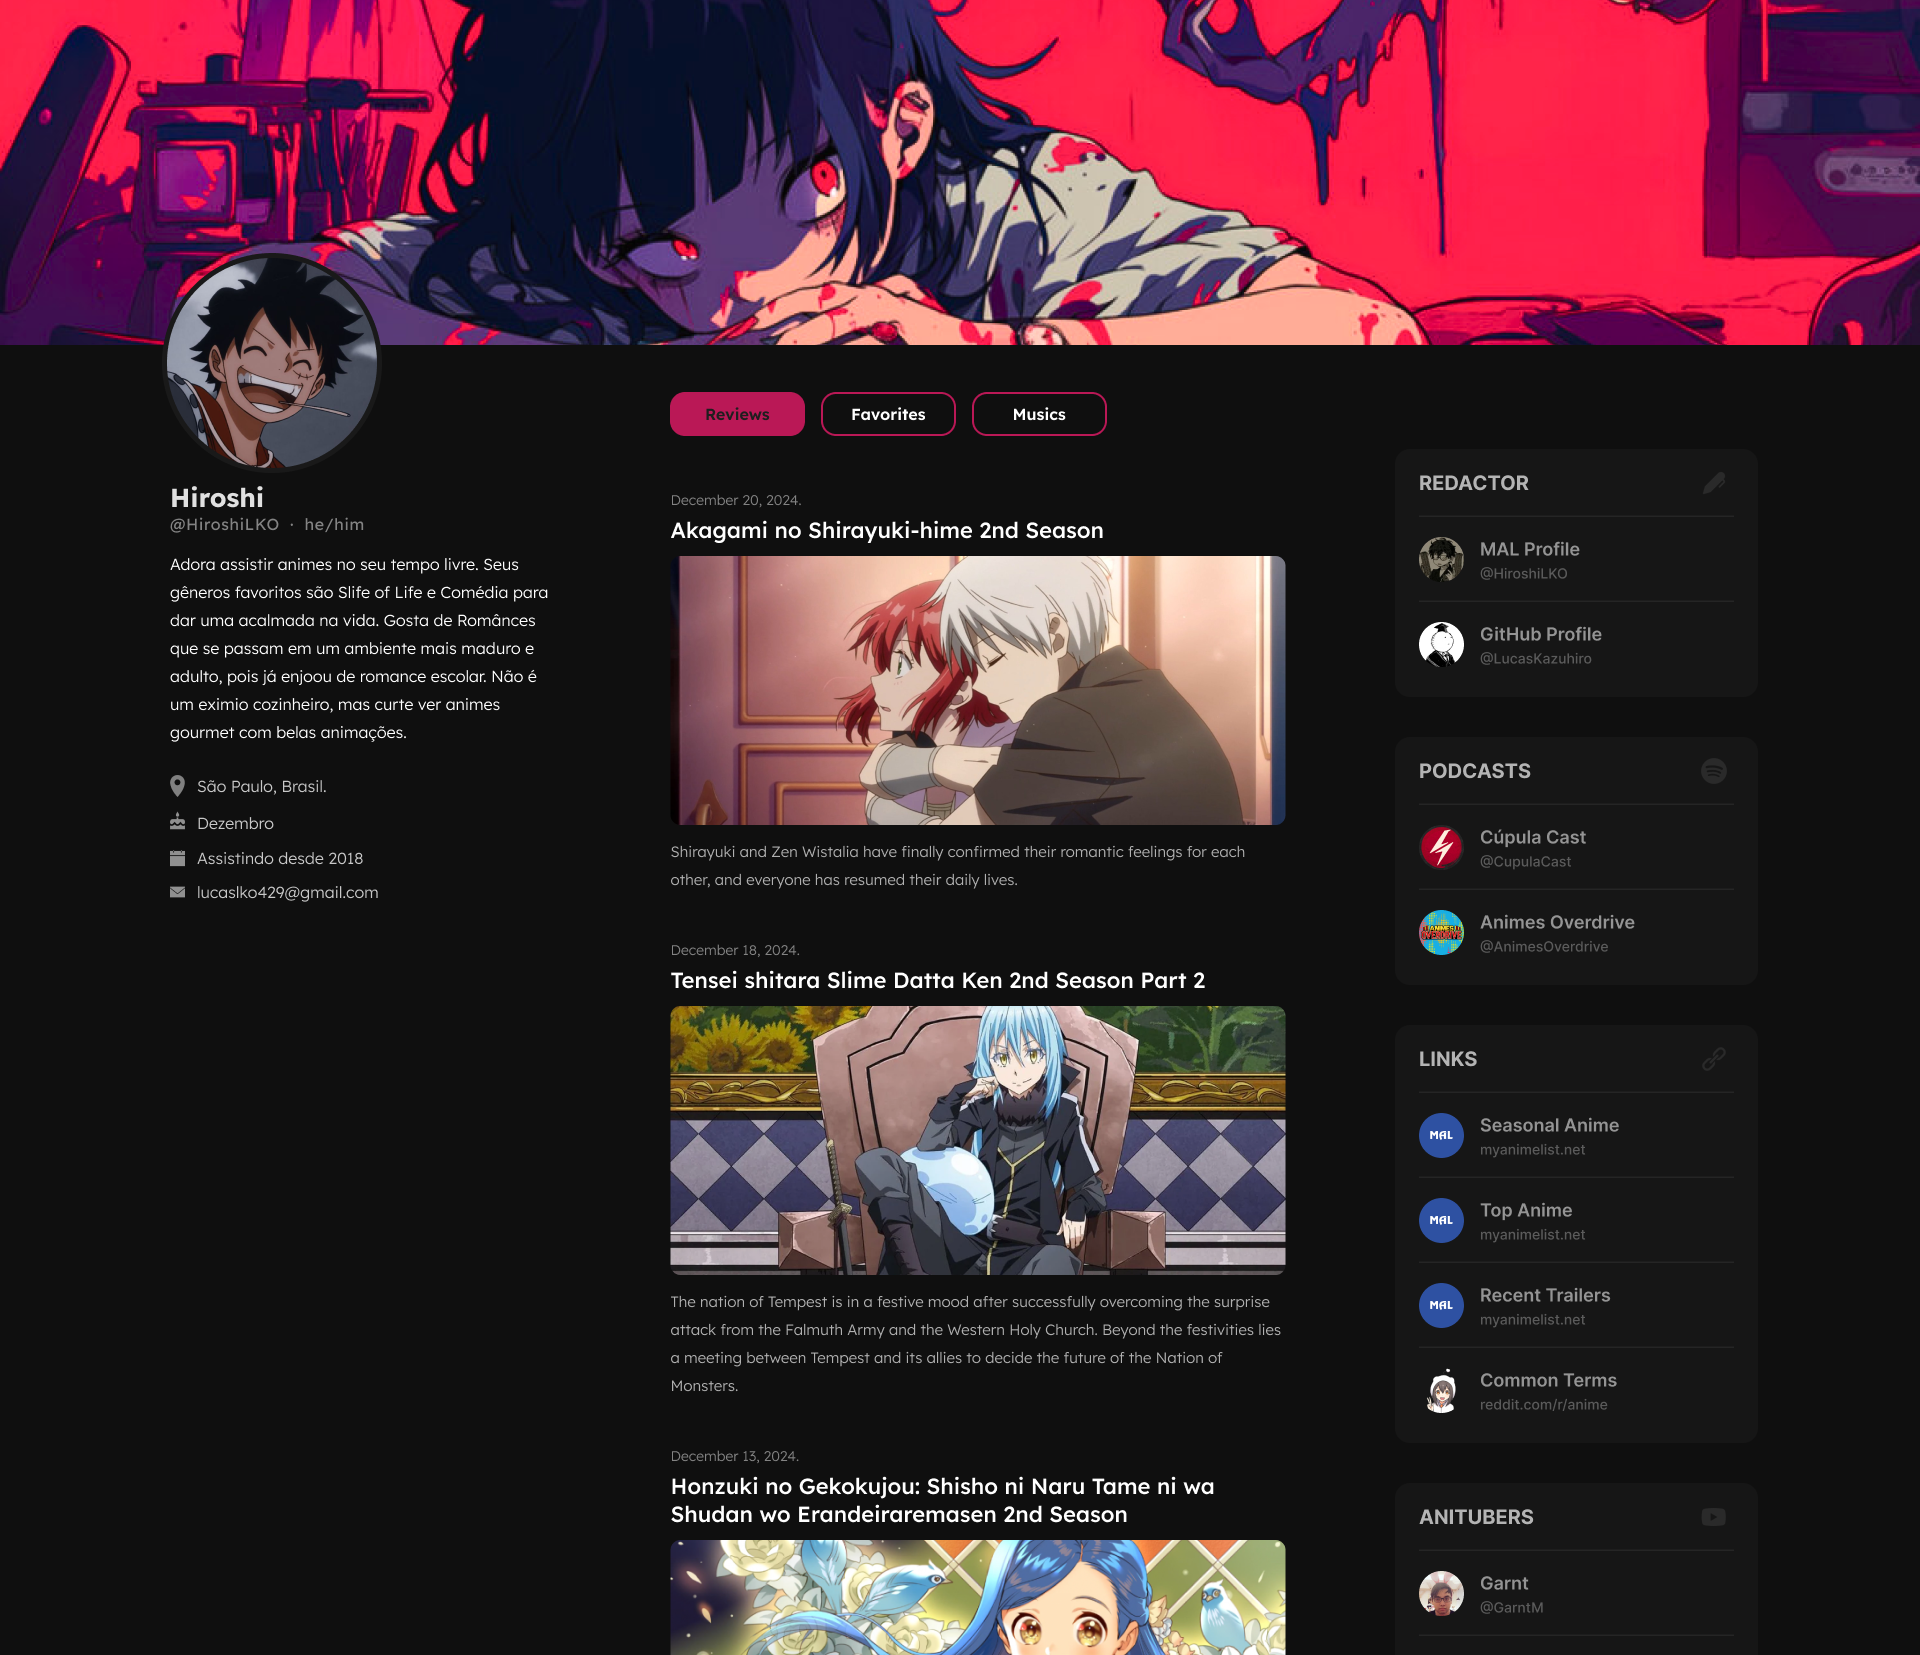 Hiroshi
@HiroshiLKO · he/him
Adora assistir animes no seu tempo livre. Seus
gêneros favoritos são Slife of Life e Comédia para
dar uma acalmada na vida. Gosta de Românces
que se passam em um ambiente mais maduro e
adulto, pois já enjoou de romance escolar. Não é
um eximio cozinheiro, mas curte ver animes
gourmet com belas animações.
São Paulo, Brasil.
Dezembro
Assistindo desde 2018
lucaslko429@gmail.com
Reviews
Favorites
Musics
December 20, 2024.
Akagami no Shirayuki-hime 2nd Season
Shirayuki and Zen Wistalia have finally confirmed their romantic feelings for each
other, and everyone has resumed their daily lives.
December 18, 2024.
Tensei shitara Slime Datta Ken 2nd Season Part 2
The nation of Tempest is in a festive mood after successfully overcoming the surprise
attack from the Falmuth Army and the Western Holy Church. Beyond the festivities lies
a meeting between Tempest and its allies to decide the future of the Nation of
Monsters.
December 13, 2024.
Honzuki no Gekokujou: Shisho ni Naru Tame ni wa
Shudan wo Erandeiraremasen 2nd Season
REDACTOR
MAL Profile
@HiroshiLKO
GitHub Profile
@LucasKazuhiro
PODCASTS
Cúpula Cast
@CupulaCast
ANIMES
OVERDRIVE
Animes Overdrive
@AnimesOverdrive
LINKS
MAL
Seasonal Anime
myanimelist.net
MAL
Top Anime
myanimelist.net
MAL
Recent Trailers
myanimelist.net
Common Terms
reddit.com/r/anime
ANITUBERS
Garnt
@GarntM